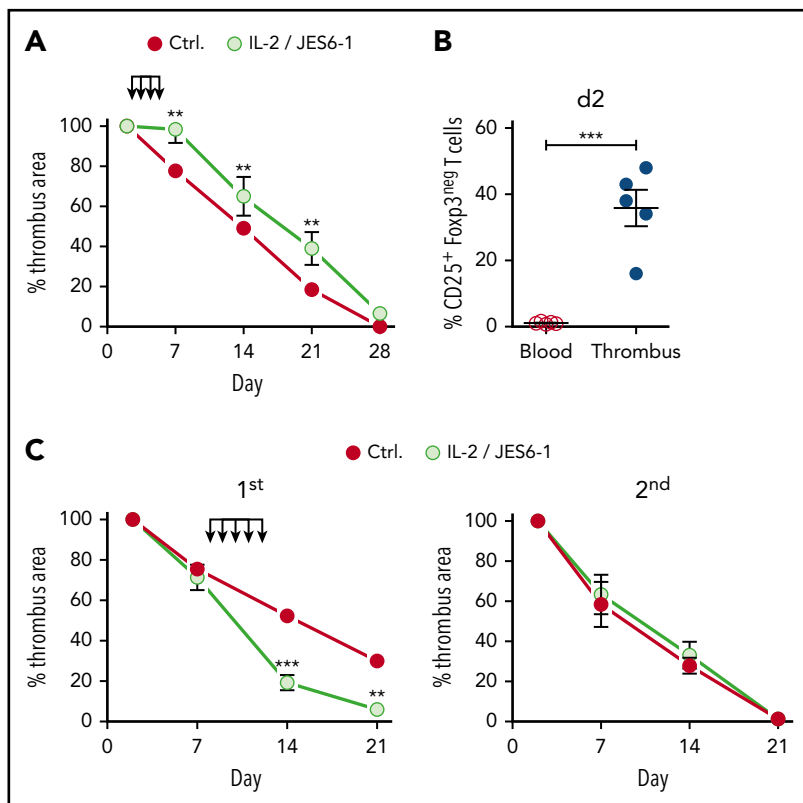 A
Ctrl.
IL-2 / JES6-1
% thrombus area
100
80
60
40
20
0
**
**
**
0
7
14
21
28
Day
B
d2
% CD25⁺ Foxp3ⁿᵉᵍ T cells
60
40
20
0
***
Blood
Thrombus
C
Ctrl.
IL-2 / JES6-1
1ˢᵗ
% thrombus area
100
80
60
40
20
0
***
**
0
7
14
21
Day
2ⁿᵈ
% thrombus area
100
80
60
40
20
0
0
7
14
21
Day